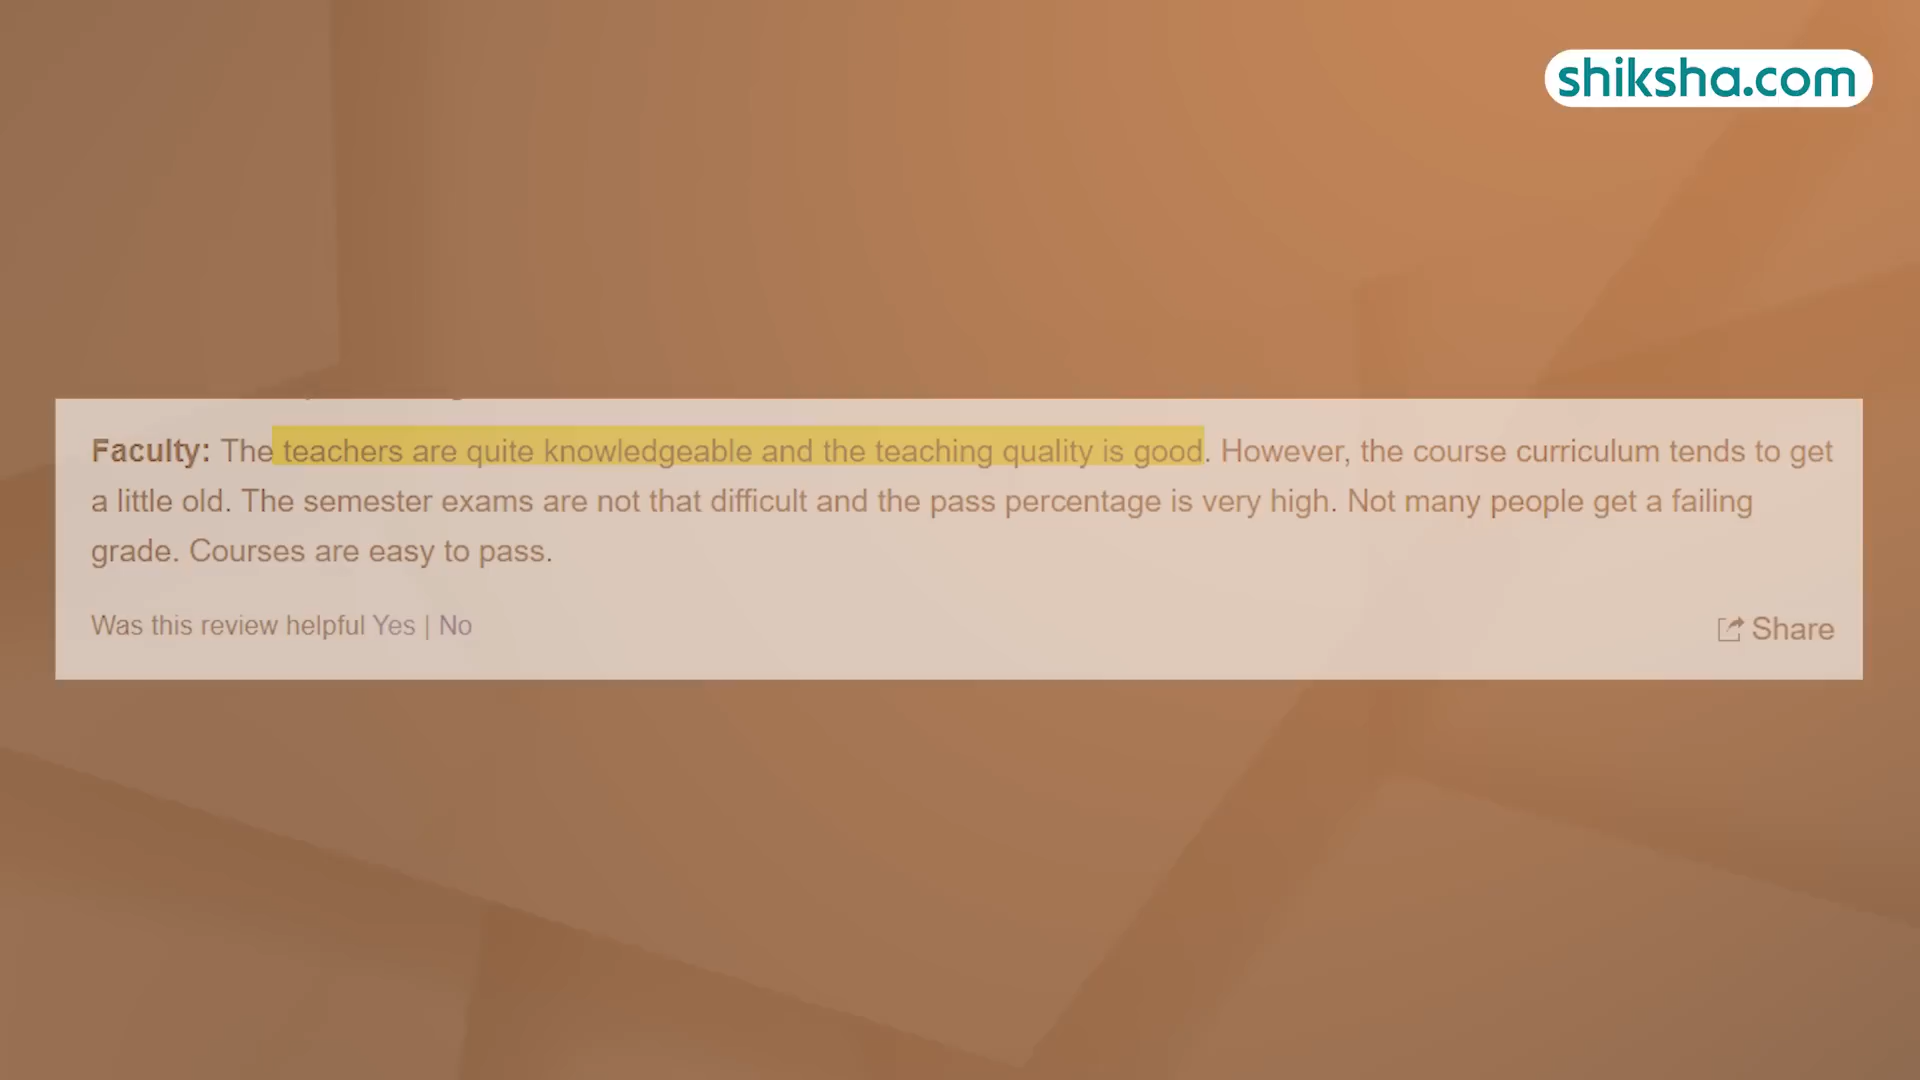 shiksha.com
Faculty: The teachers are quite knowledgeable and the teaching quality is good. However, the course curriculum tends to get
a little old. The semester exams are not that difficult and the pass percentage is very high. Not many people get a failing
grade. Courses are easy to pass.
Was this review helpful Yes | No
Share